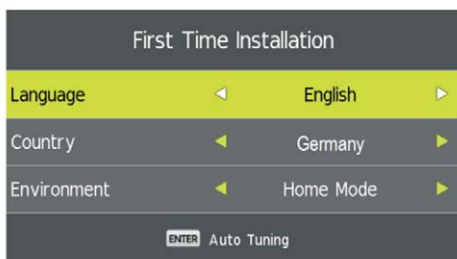 First Time Installation
Language English
Country Germany
Environment Home Mode
ENTER Auto Tuning